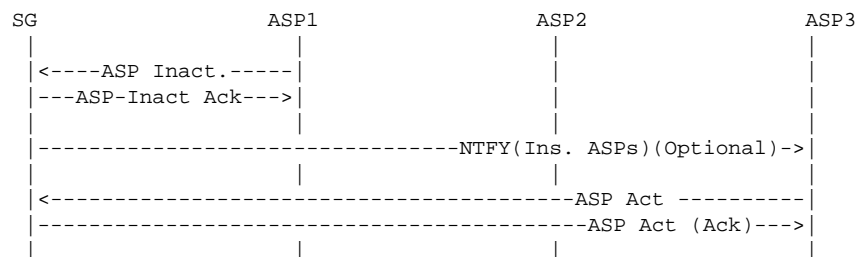 SG                  ASP1                ASP2                ASP3
 |                    |                   |                   |
 |<----ASP Inact.-----|                   |                   |
 |---ASP-Inact Ack--->|                   |                   |
 |                    |                   |                   |
 |--------------------------------NTFY(Ins. ASPs)(Optional)->|
 |                    |                   |                   |
 |<-----------------------------------------ASP Act ----------|
 |------------------------------------------ASP Act (Ack)--->|
 |                    |                   |                   |